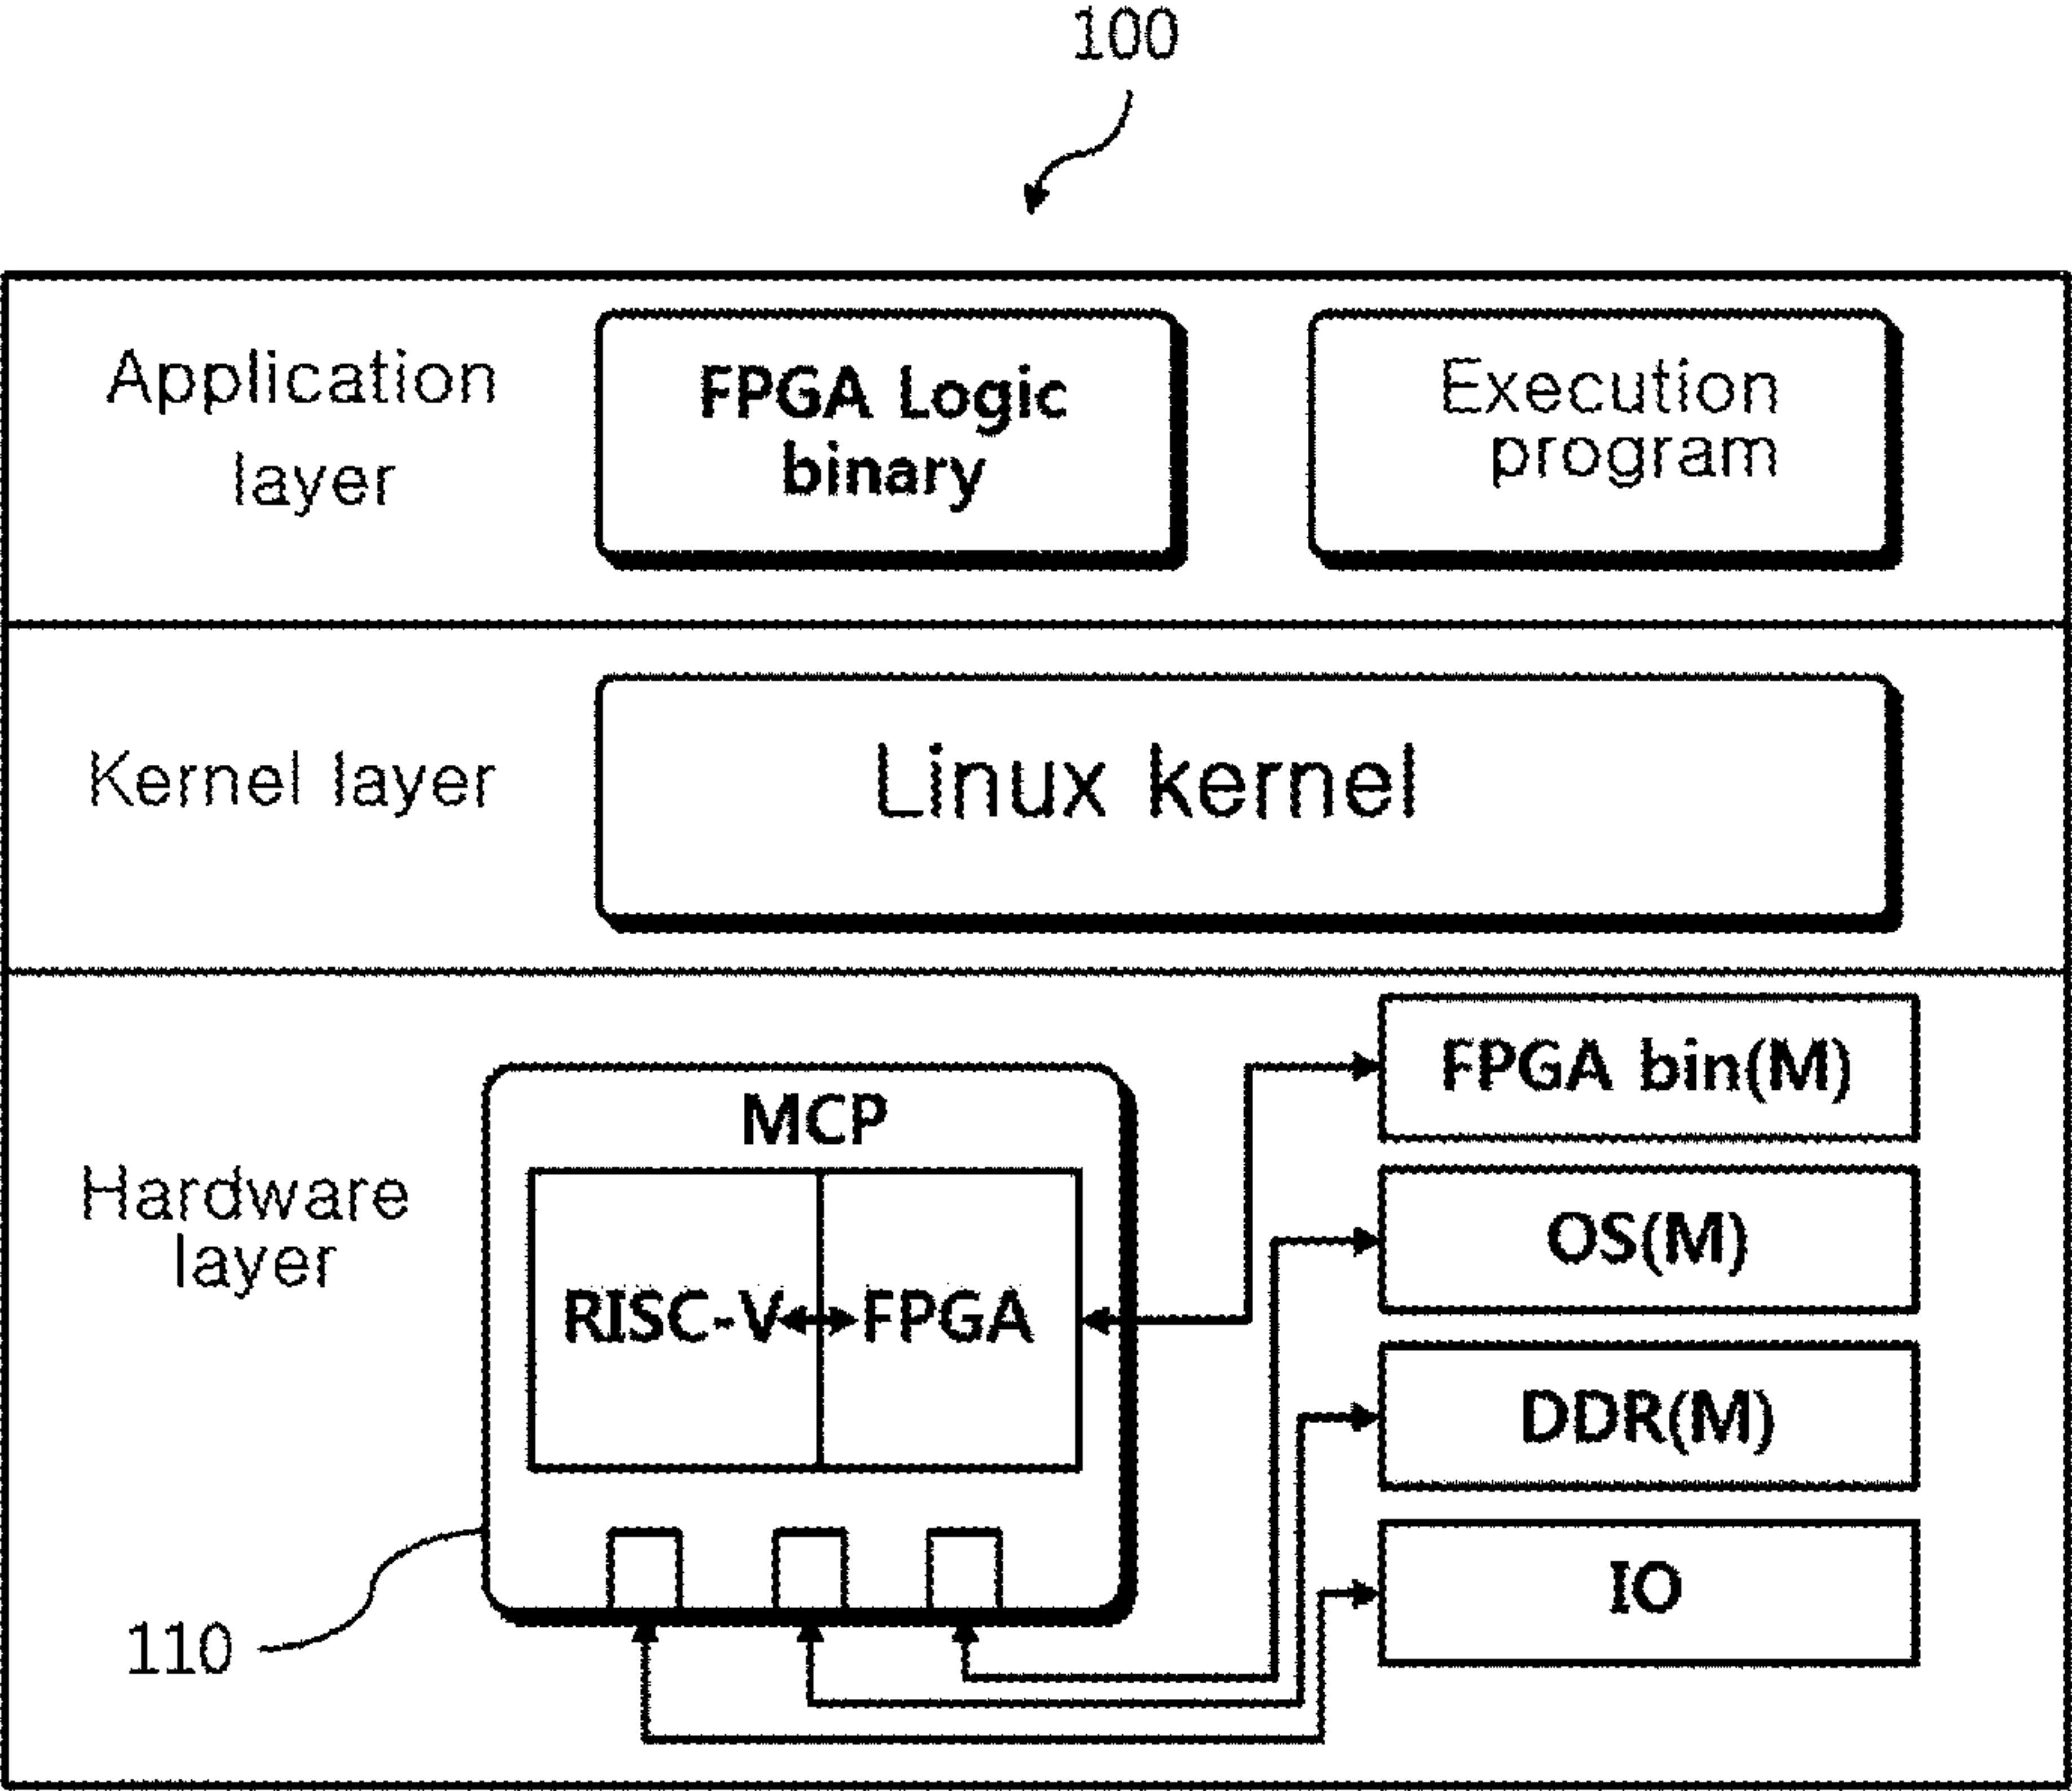 100
Application
layer
FPGA Logic
binary
Execution
program
Kernel layer
Linux kernel
Hardware
layer
MCP
RISC-V
FPGA
FPGA bin(M)
OS(M)
DDR(M)
IO
110